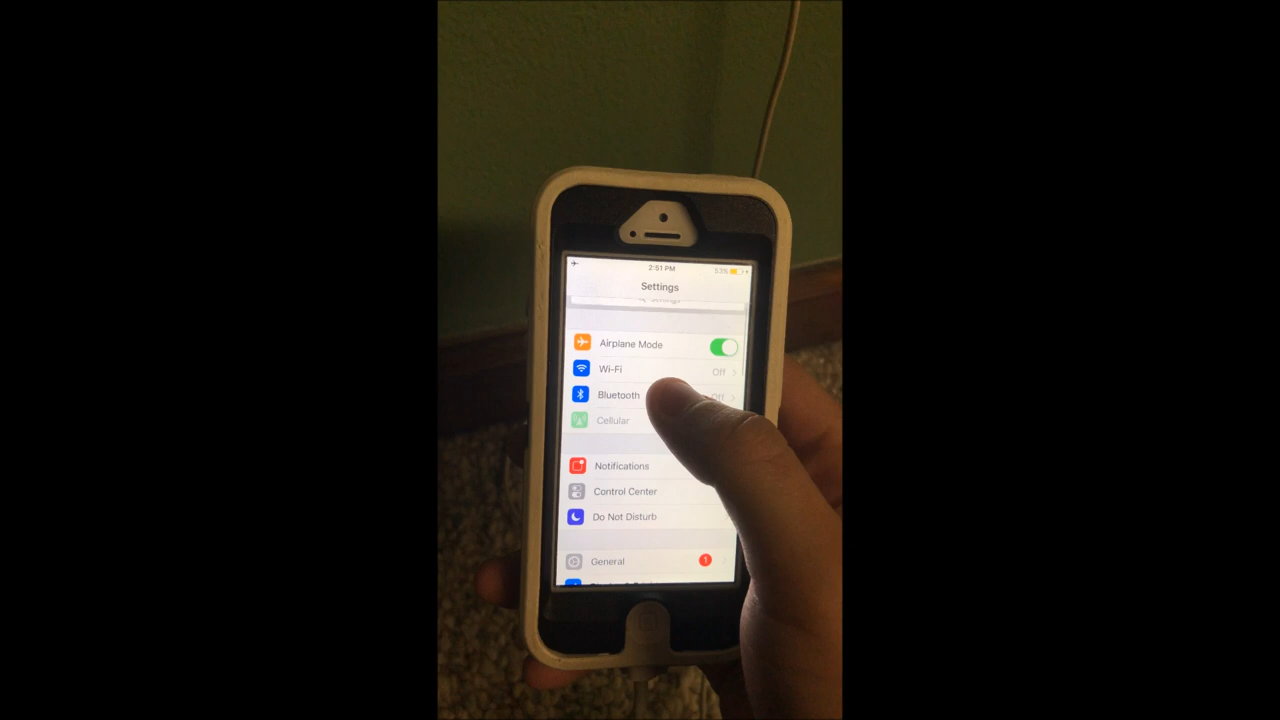 2:51 PM 53%
Settings
Airplane Mode
Wi-Fi Off
Bluetooth Off
Cellular
Notifications
Control Center
Do Not Disturb
General 1